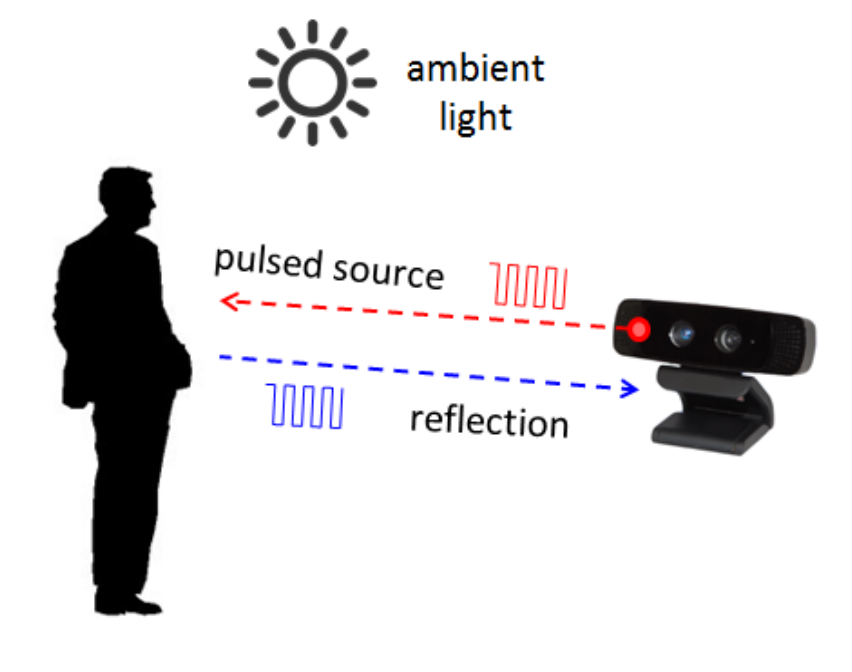 ambient
light
pulsed source
reflection